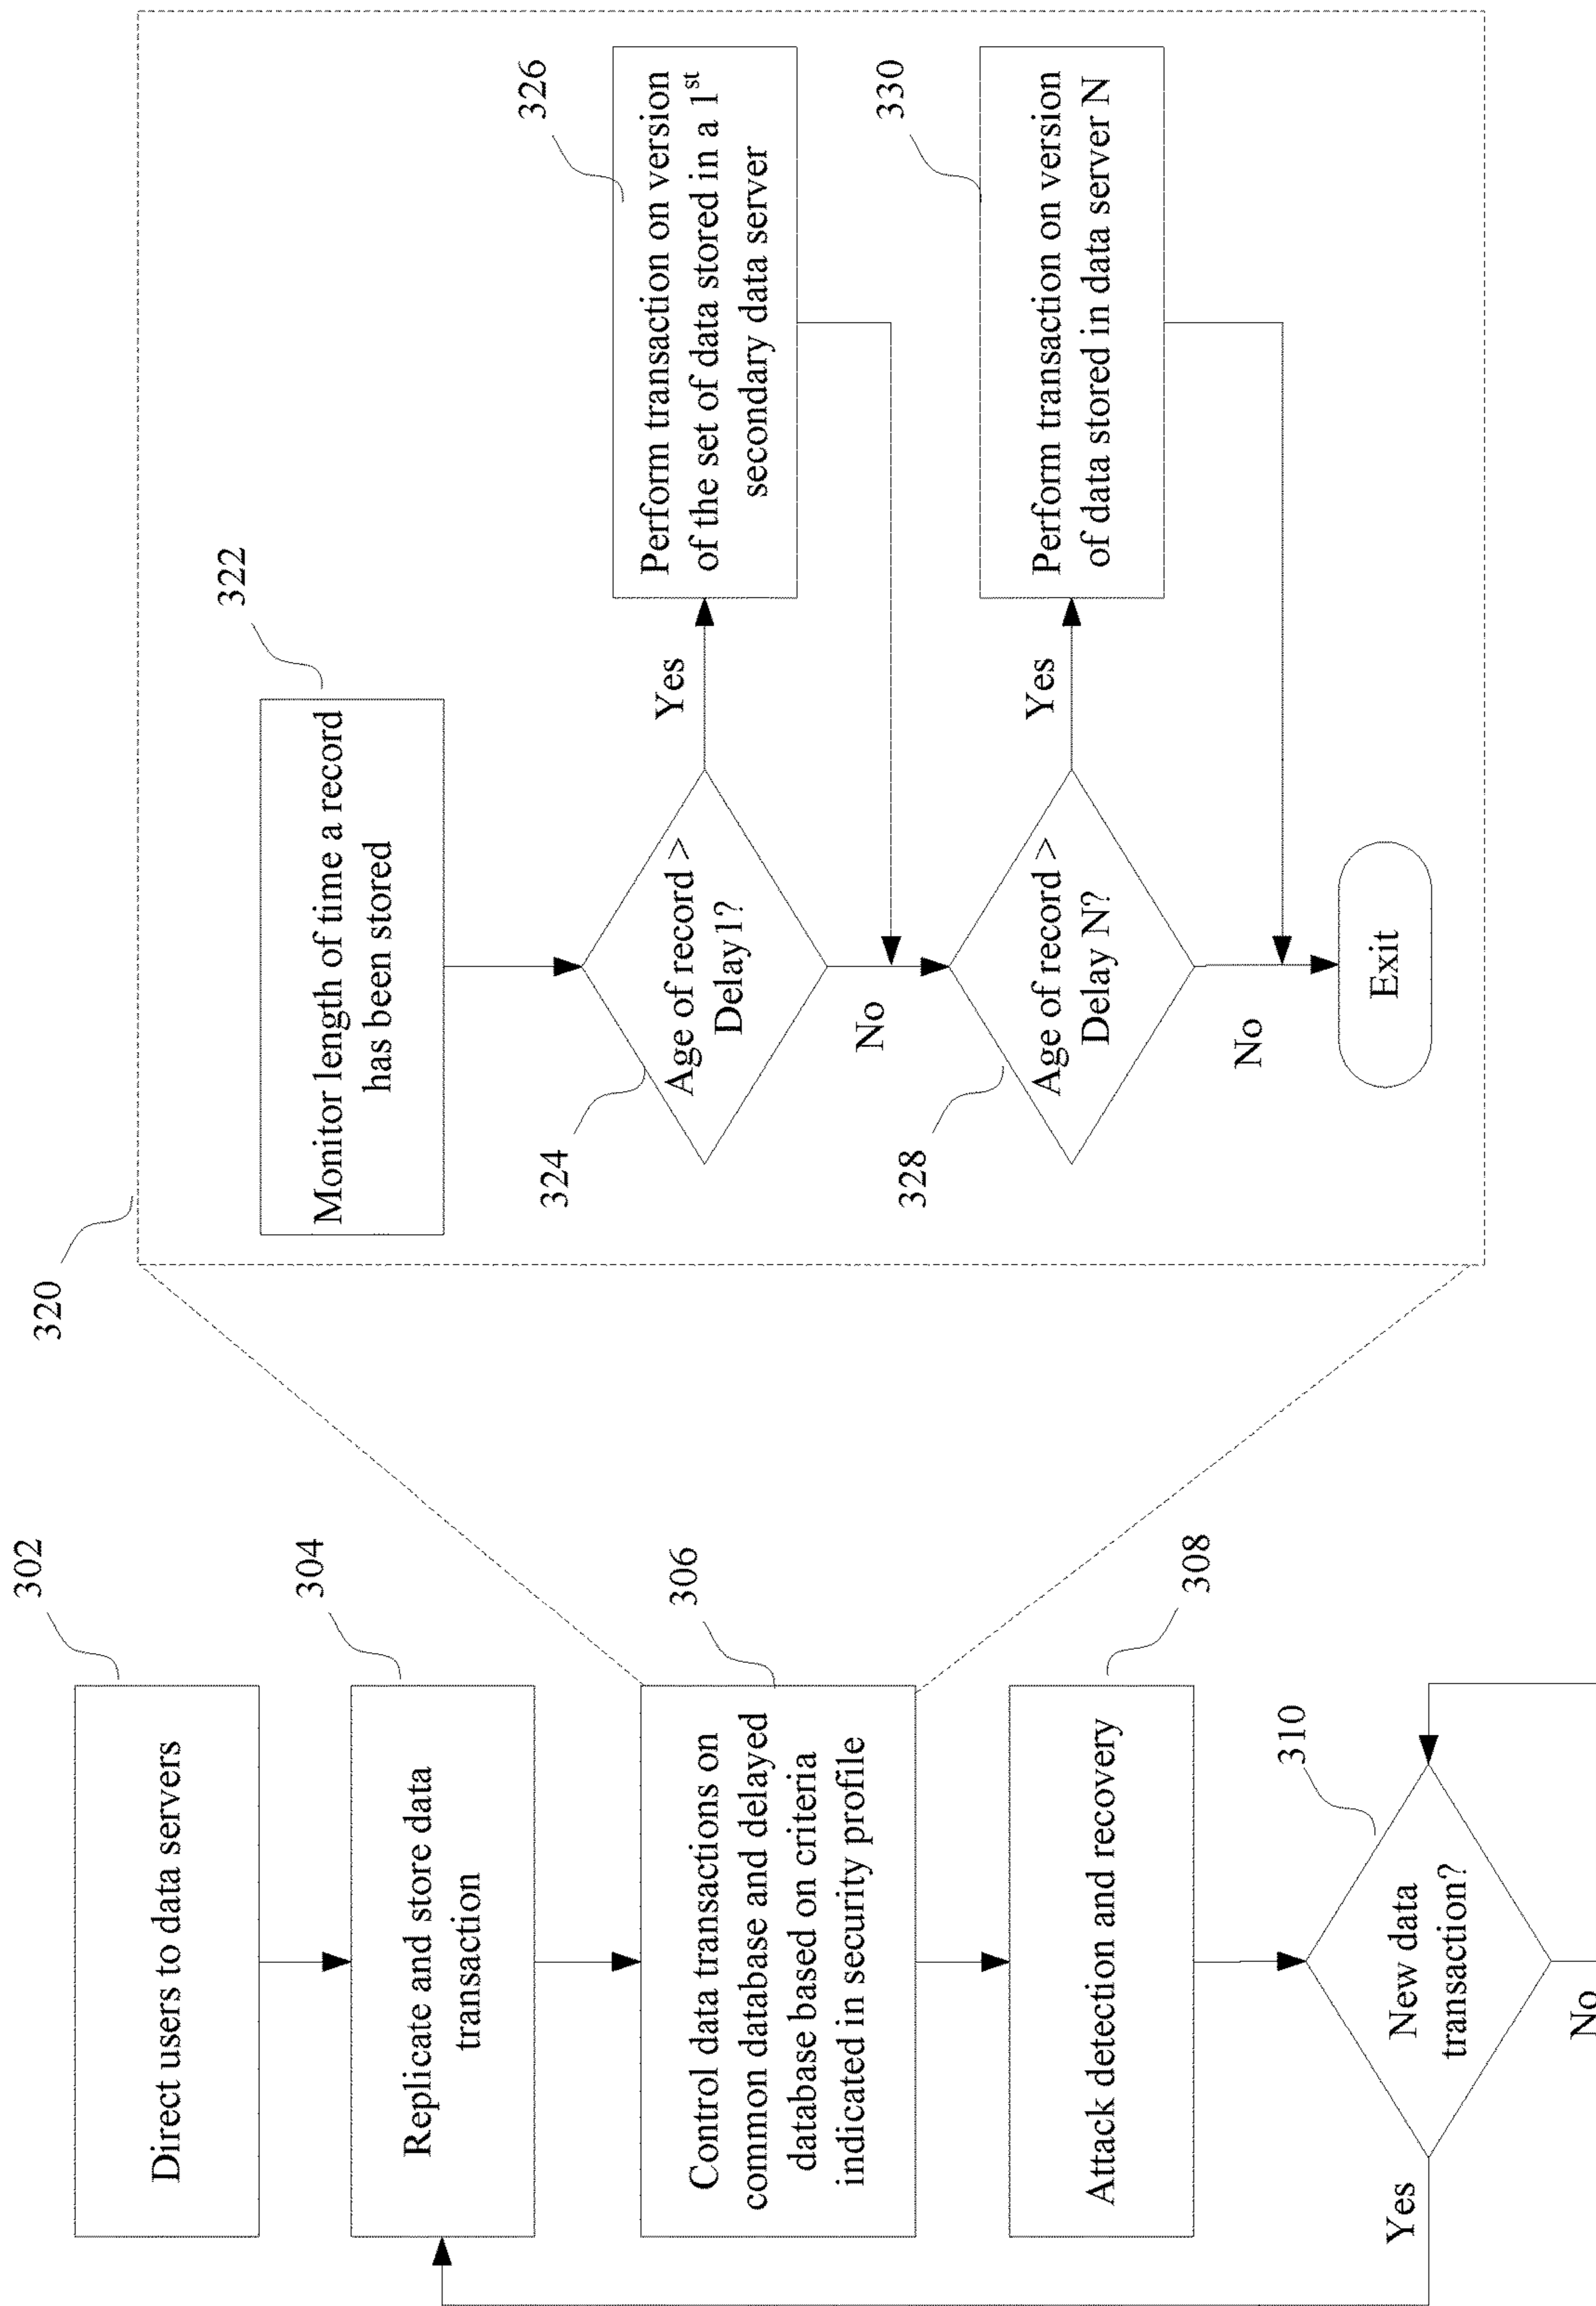 302
Direct users to data servers
304
Replicate and store data
transaction
306
Control data transactions on
common database and delayed
database based on criteria
indicated in security profile
308
Attack detection and recovery
310
New data
transaction?
Yes
No
320
322
Monitor length of time a record
has been stored
324
Age of record >
Delay1?
Yes
No
326
Perform transaction on version
of the set of data stored in a 1st
secondary data server
328
Age of record >
Delay N?
Yes
No
330
Perform transaction on version
of data stored in data server N
Exit